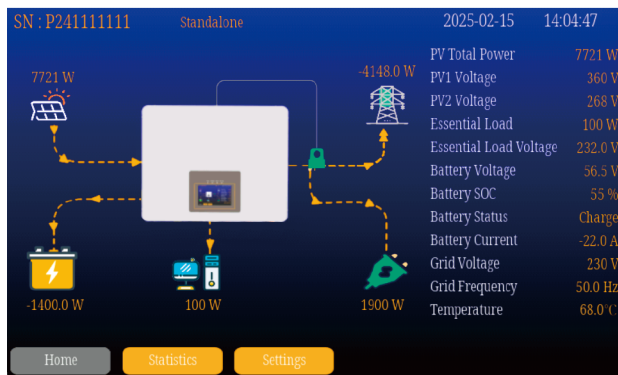 SN : P241111111 Standalone 2025-02-15 14:04:47
7721 W
-4148.0 W
-1400.0 W
100 W
1900 W
PV Total Power 7721 W
PV1 Voltage 360 V
PV2 Voltage 268 V
Essential Load 100 W
Essential Load Voltage 232.0 V
Battery Voltage 56.5 V
Battery SOC 55 %
Battery Status Charge
Battery Current -22.0 A
Grid Voltage 230 V
Grid Frequency 50.0 Hz
Temperature 68.0°C
Home Statistics Settings